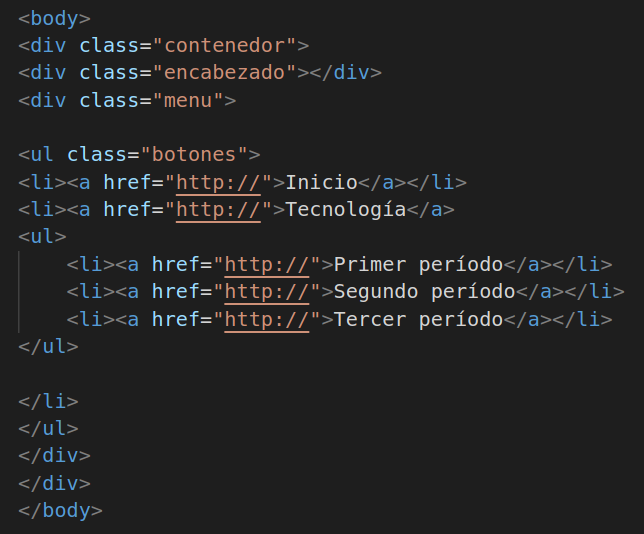 <body>
<div class="contenedor">
<div class="encabezado"></div>
<div class="menu">
<ul class="botones">
<li><a href="http://">Inicio</a></li>
<li><a href="http://">Tecnología</a>
<ul>
<li><a href="http://">Primer período</a></li>
<li><a href="http://">Segundo período</a></li>
<li><a href="http://">Tercer período</a></li>
</ul>
</li>
</ul>
</div>
</div>
</body>